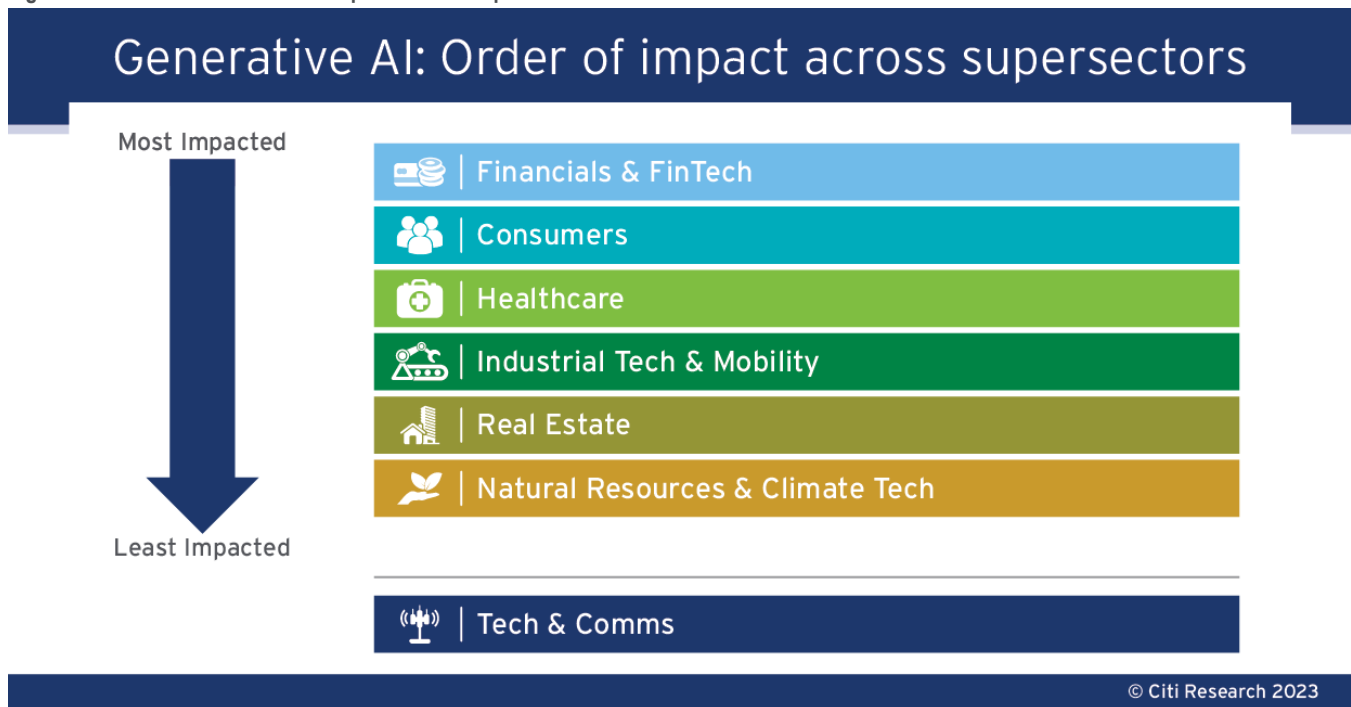 Generative AI: Order of impact across supersectors
Most Impacted
Financials & FinTech
Consumers
Healthcare
Industrial Tech & Mobility
Real Estate
Natural Resources & Climate Tech
Least Impacted
Tech & Comms
© Citi Research 2023